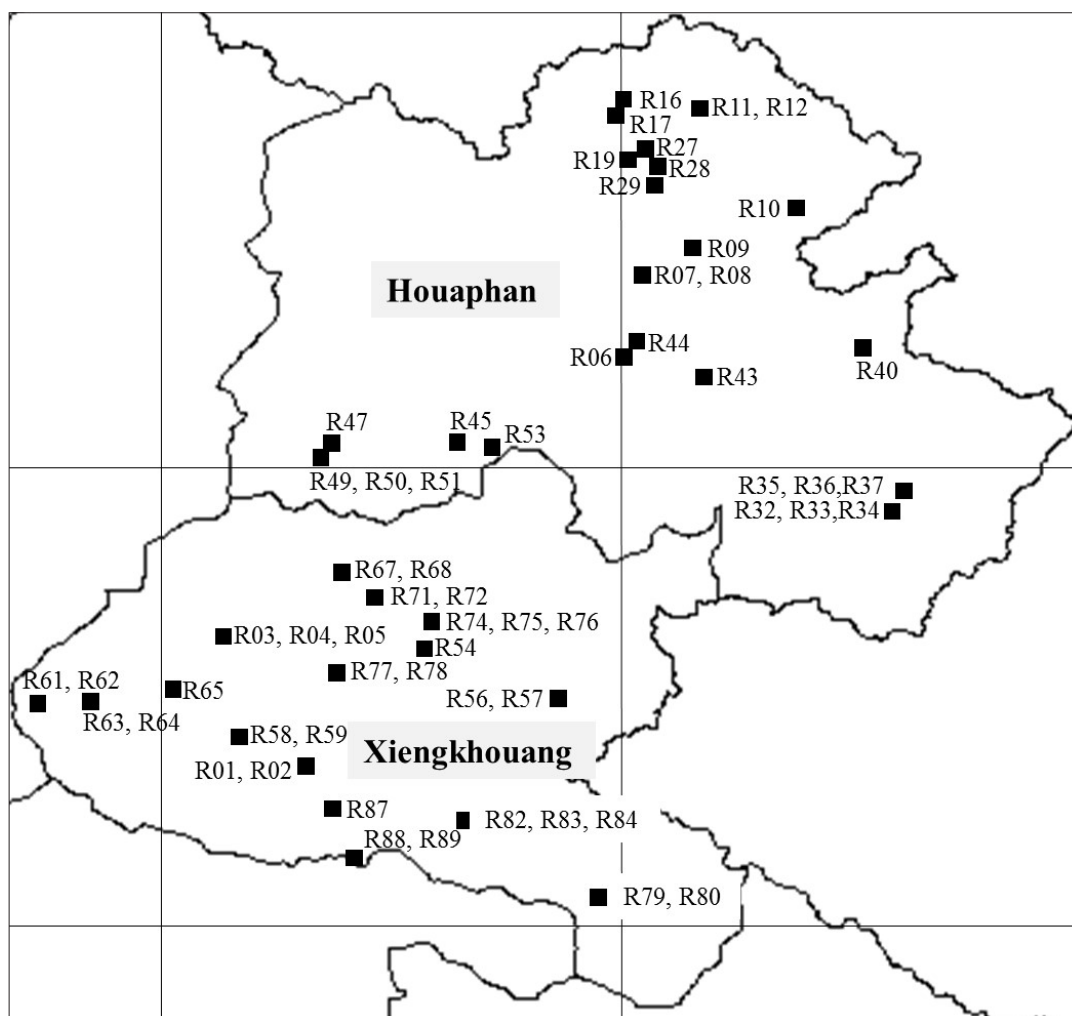 R16
R11, R12
R17
R27
R19
R28
R29
R10
R09
R07, R08
Houaphan
R44
R06
R40
R43
R47
R45
R53
R49, R50, R51
R35, R36,R37
R32, R33,R34
R67, R68
R71, R72
R74, R75, R76
R03, R04, R05
R54
R77, R78
R61, R62
R65
R56, R57
R63, R64
R58, R59
Xiengkhouang
R01, R02
R87
R82, R83, R84
R88, R89
R79, R80